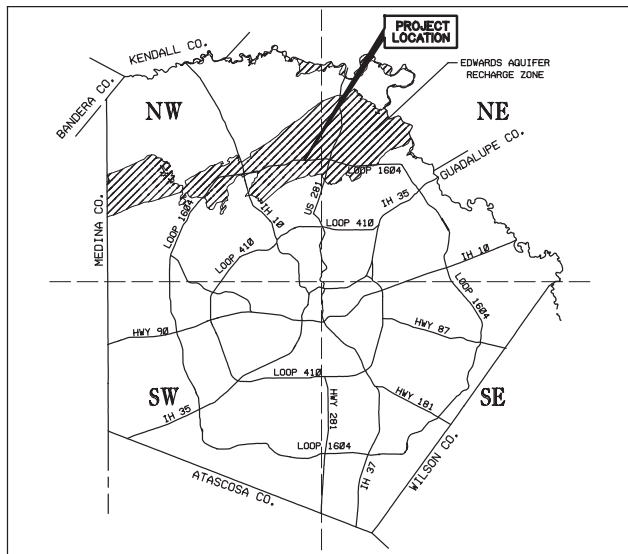 PROJECT
LOCATION
KENDALL CO.
BANDERA CO.
EDWARDS AQUIFER
RECHARGE ZONE
NW
NE
GUADALUPE CO.
LOOP 1604
US 281
IH 35
MEDINA CO.
LOOP 1604
IH 10
LOOP 410
LOOP 410
IH 10
LOOP 1604
HWY 90
HWY 87
LOOP 410
SW
SE
HWY 281
HWY 181
IH 35
LOOP 1604
WILSON CO.
ATASCOSA CO.
IH 37